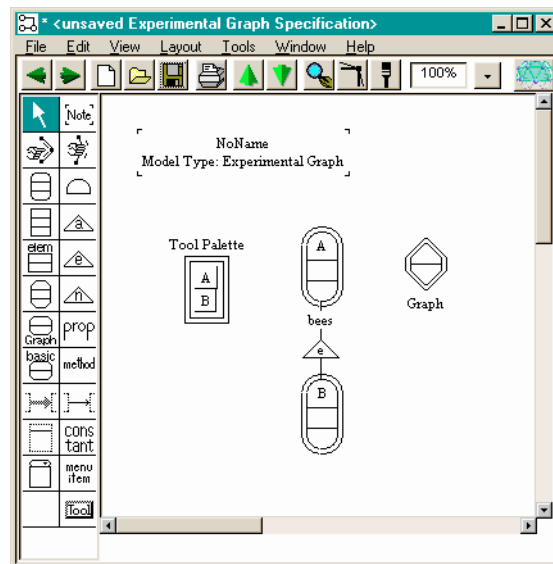 * <unsaved Experimental Graph Specification>
File Edit View Layout Tools Window Help
100%
[Note]
a
elem
e
n
Graph
prop
basic
method
cons
tant
menu
item
Tool
NoName
Model Type: Experimental Graph
Tool Palette
A
B
A
bees
e
B
Graph